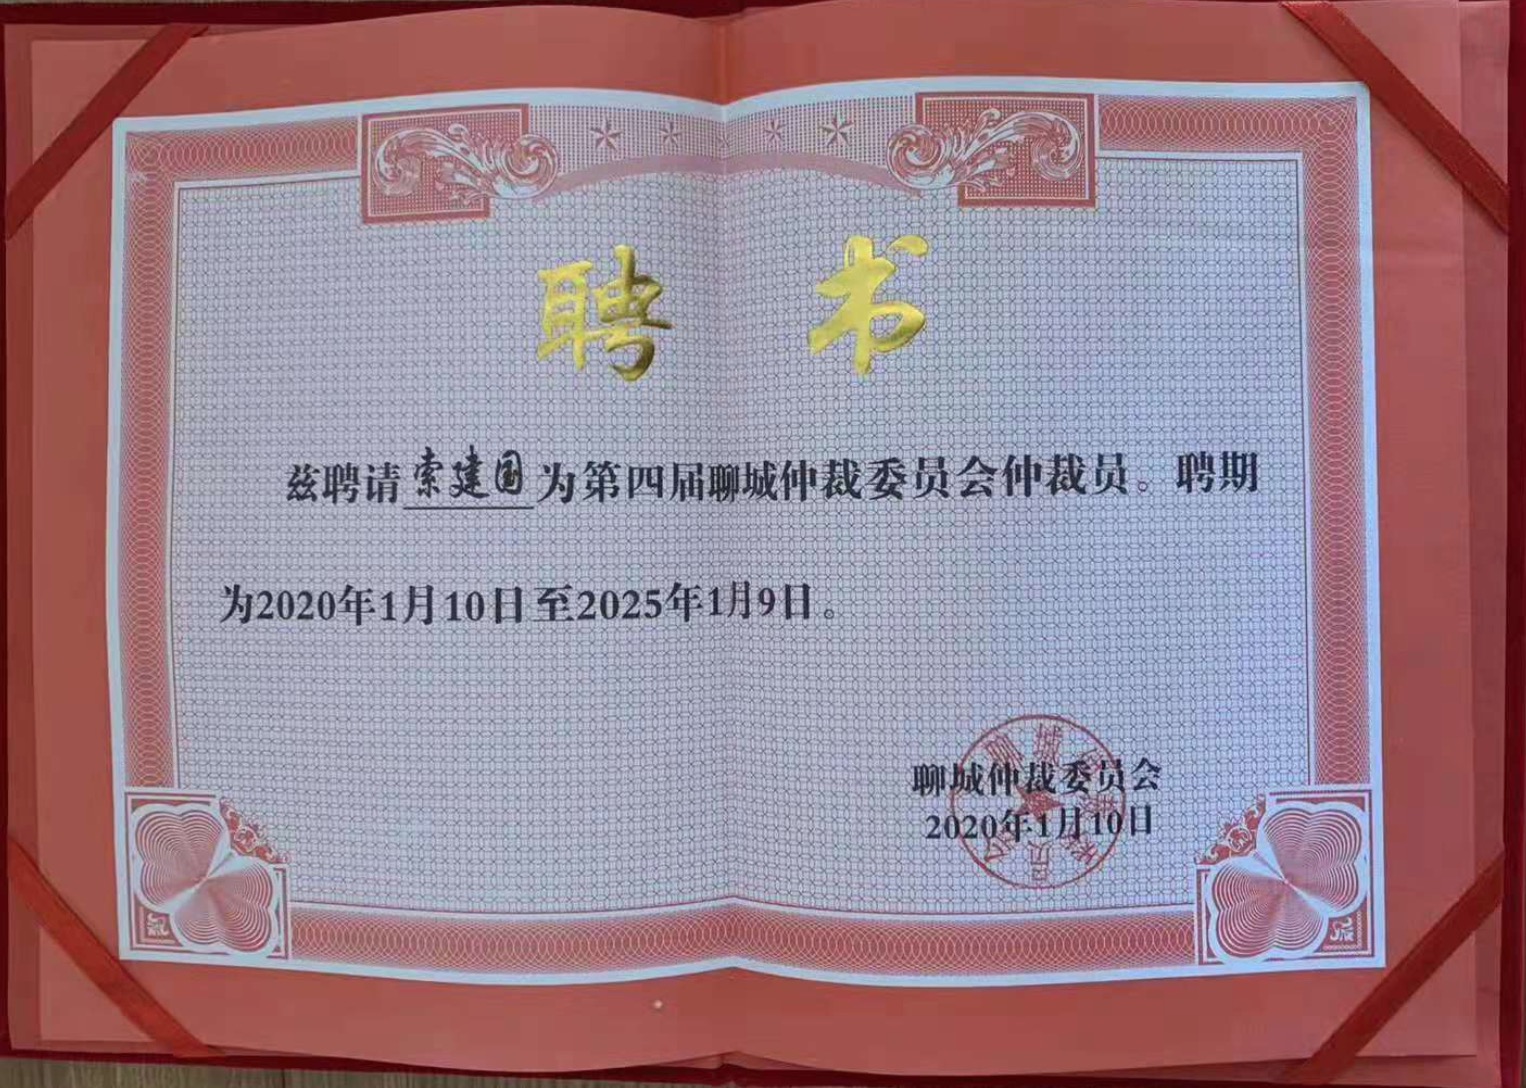 聘书
兹聘请索建国为第四届聊城仲裁委员会仲裁员。聘期
为2020年1月10日至2025年1月9日。
聊城仲裁委员会
2020年1月10日